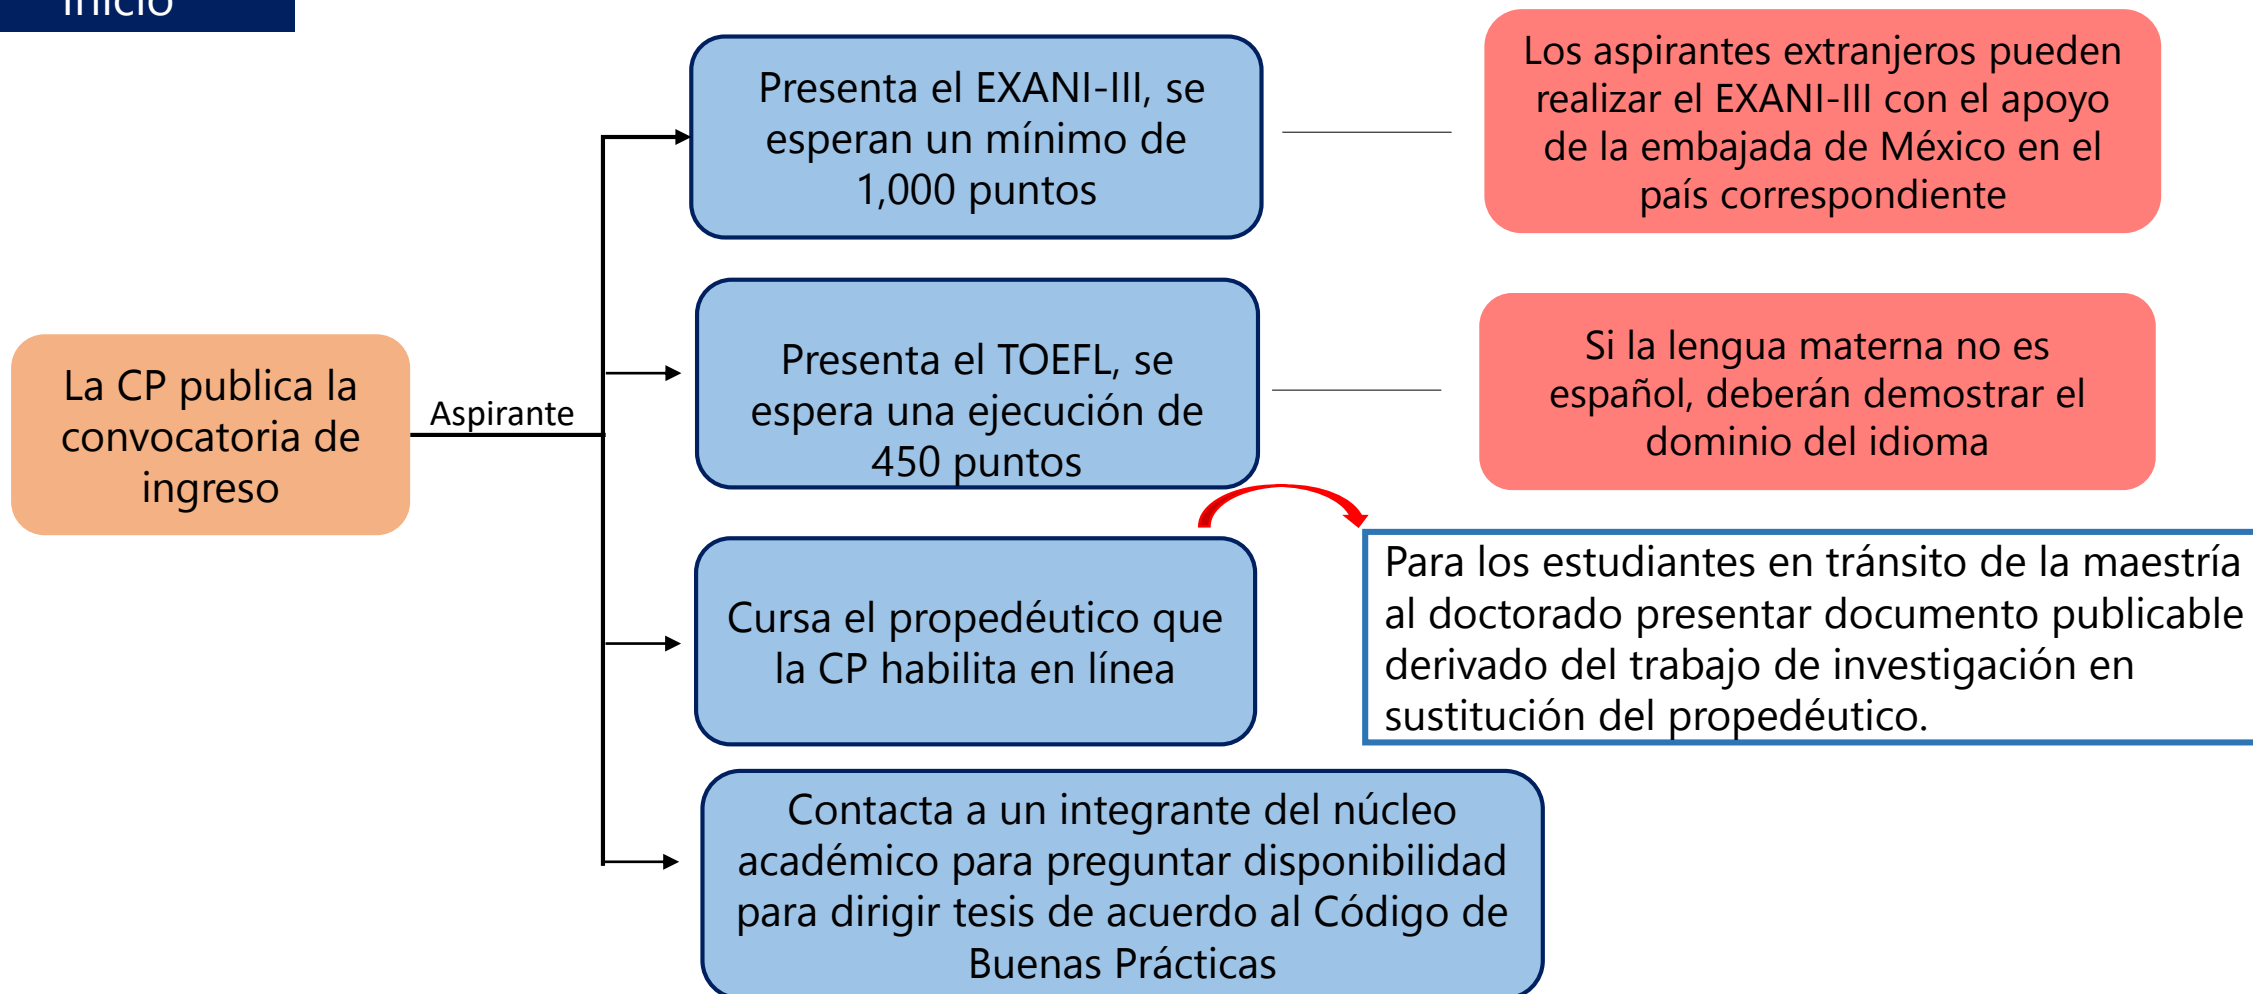 Inicio
Presenta el EXANI-III, se
esperan un mínimo de
1,000 puntos
Los aspirantes extranjeros pueden
realizar el EXANI-III con el apoyo
de la embajada de México en el
país correspondiente
La CP publica la
convocatoria de
ingreso
Aspirante
Presenta el TOEFL, se
espera una ejecución de
450 puntos
Si la lengua materna no es
español, deberán demostrar el
dominio del idioma
Cursa el propedéutico que
la CP habilita en línea
Para los estudiantes en tránsito de la maestría
al doctorado presentar documento publicable
derivado del trabajo de investigación en
sustitución del propedéutico.
Contacta a un integrante del núcleo
académico para preguntar disponibilidad
para dirigir tesis de acuerdo al Código de
Buenas Prácticas